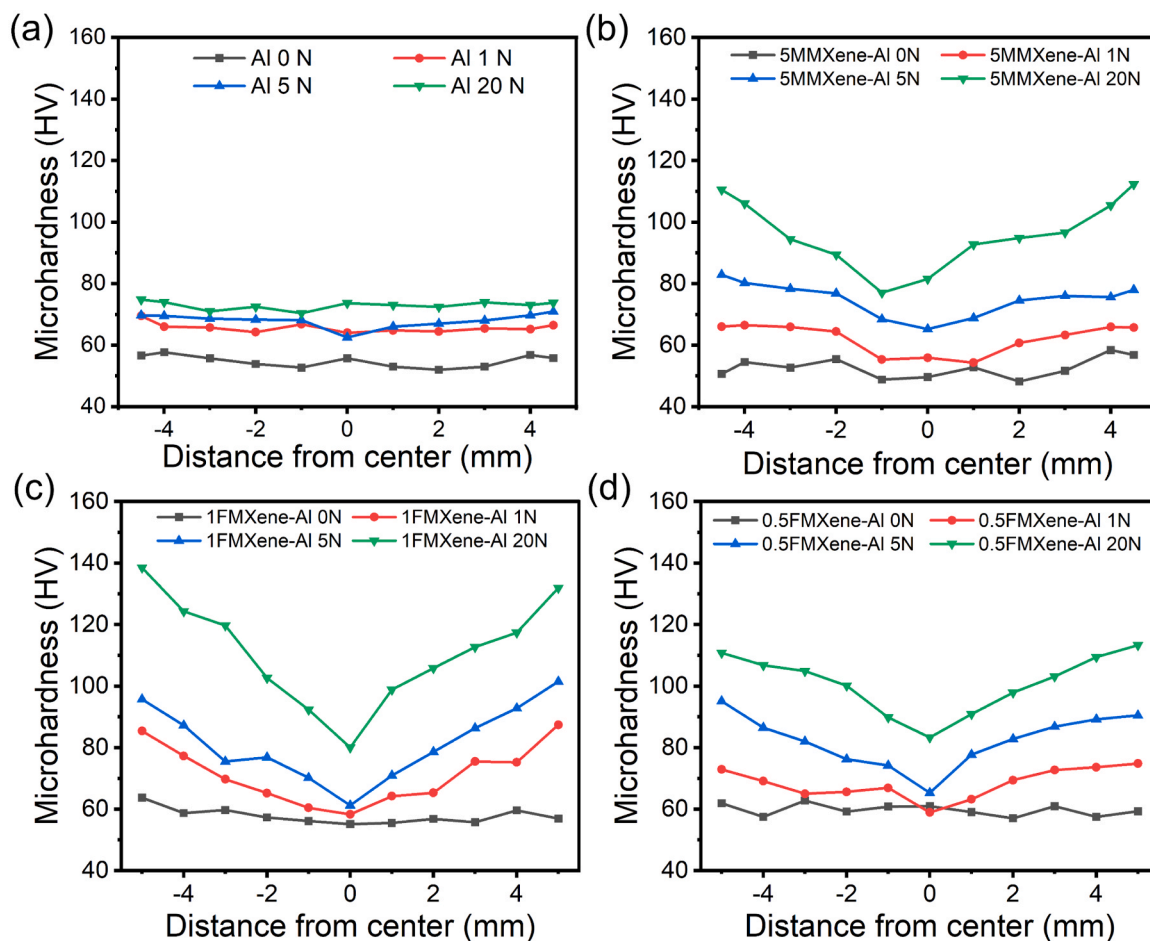 (a)
Al 0 N Al 1 N
Al 5 N Al 20 N
Microhardness (HV)
160
140
120
100
80
60
40
-4 -2 0 2 4
Distance from center (mm)
(b)
5MMXene-Al 0N 5MMXene-Al 1N
5MMXene-Al 5N 5MMXene-Al 20N
Microhardness (HV)
160
140
120
100
80
60
40
-4 -2 0 2 4
Distance from center (mm)
(c)
1FMXene-Al 0N 1FMXene-Al 1N
1FMXene-Al 5N 1FMXene-Al 20N
Microhardness (HV)
160
140
120
100
80
60
40
-4 -2 0 2 4
Distance from center (mm)
(d)
0.5FMXene-Al 0N 0.5FMXene-Al 1N
0.5FMXene-Al 5N 0.5FMXene-Al 20N
Microhardness (HV)
160
140
120
100
80
60
40
-4 -2 0 2 4
Distance from center (mm)